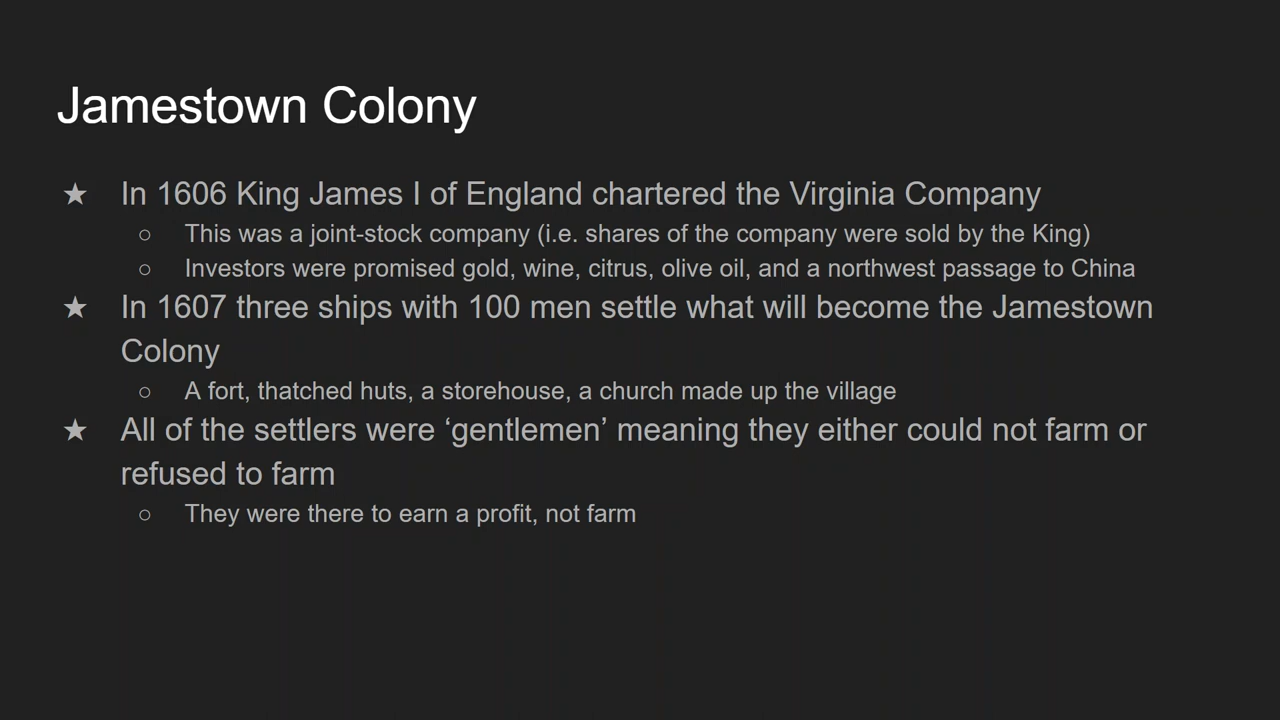 Jamestown Colony
★ In 1606 King James I of England chartered the Virginia Company
○ This was a joint-stock company (i.e. shares of the company were sold by the King)
○ Investors were promised gold, wine, citrus, olive oil, and a northwest passage to China
★ In 1607 three ships with 100 men settle what will become the Jamestown
Colony
○ A fort, thatched huts, a storehouse, a church made up the village
★ All of the settlers were ‘gentlemen’ meaning they either could not farm or
refused to farm
○ They were there to earn a profit, not farm